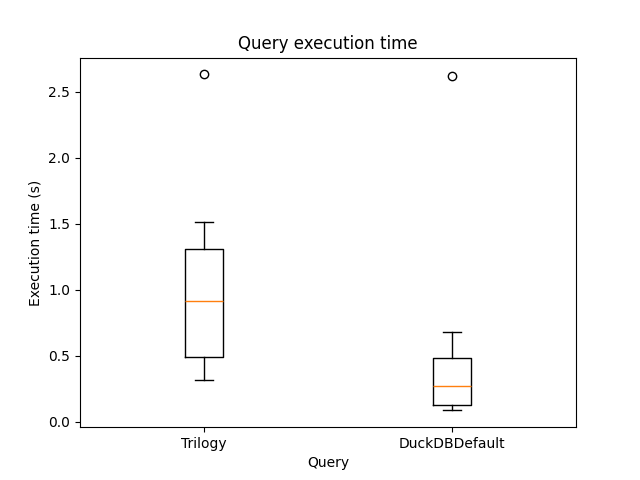 Query execution time
Execution time (s)
2.5
2.0
1.5
1.0
0.5
0.0
Trilogy
DuckDBDefault
Query